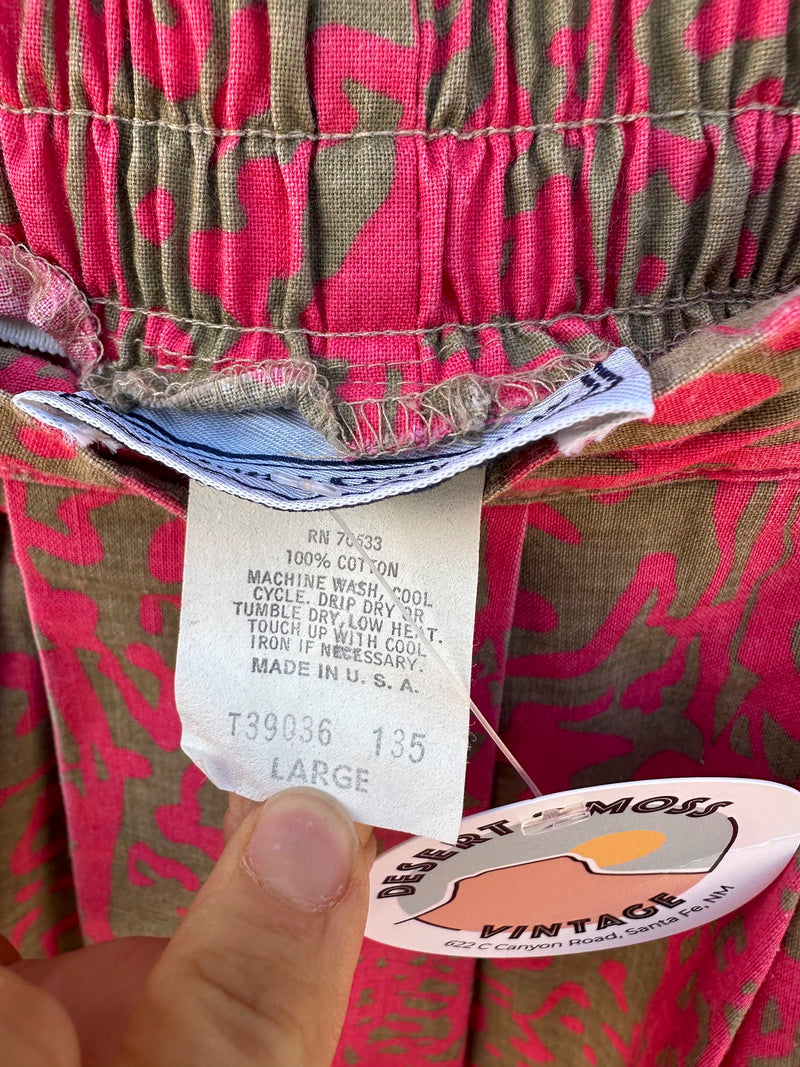 RN 70533
100% COTTON
MACHINE WASH, COOL
CYCLE. DRIP DRY OR
TUMBLE DRY, LOW HEAT.
TOUCH UP WITH COOL
IRON IF NECESSARY.
MADE IN U. S. A.
T39036 135
LARGE
DESERT MOSS
VINTAGE
622 C Canyon Road, Santa Fe, NM